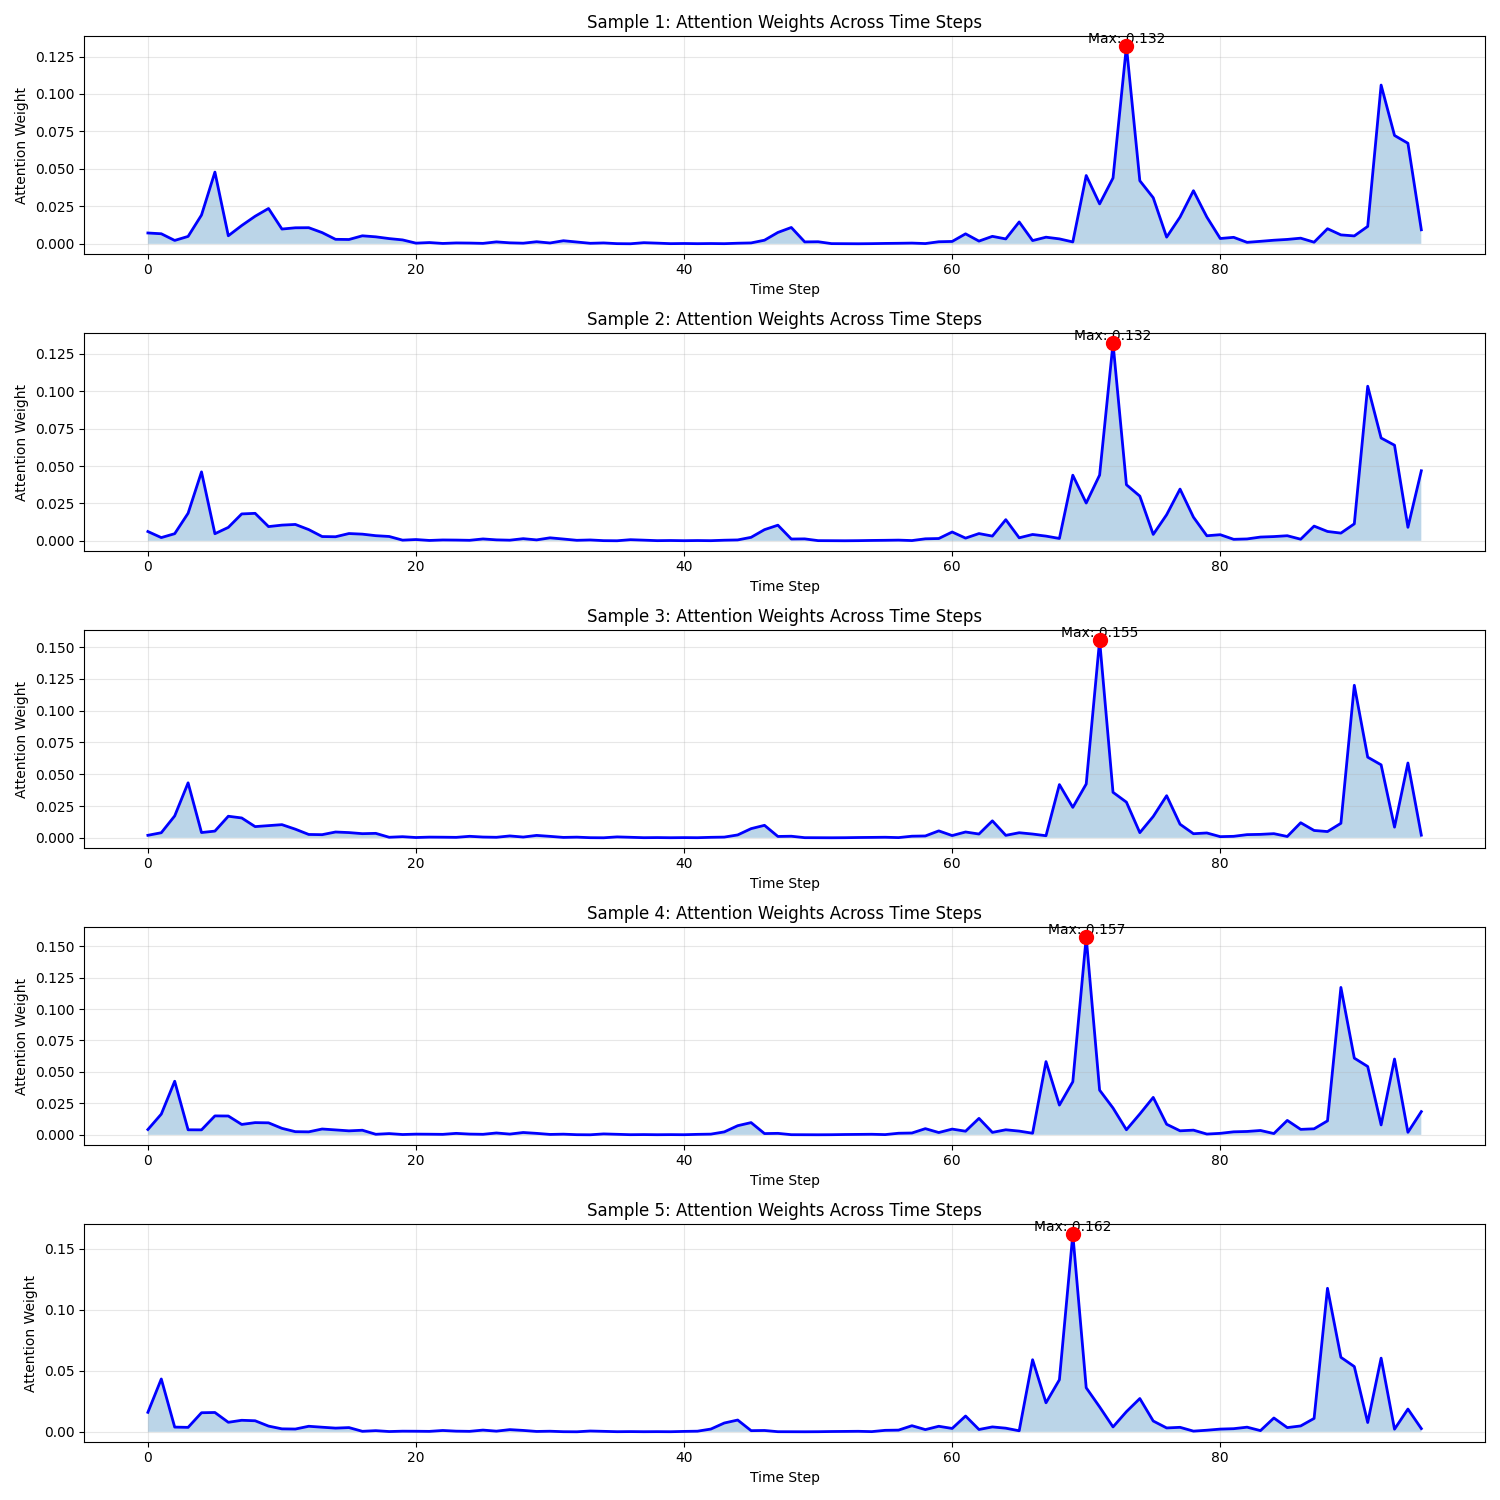 Sample 1: Attention Weights Across Time Steps
Max: 0.132
Attention Weight
0.125
0.100
0.075
0.050
0.025
0.000
0 20 40 60 80
Time Step
Sample 2: Attention Weights Across Time Steps
Max: 0.132
Attention Weight
0.125
0.100
0.075
0.050
0.025
0.000
0 20 40 60 80
Time Step
Sample 3: Attention Weights Across Time Steps
Max: 0.155
Attention Weight
0.150
0.125
0.100
0.075
0.050
0.025
0.000
0 20 40 60 80
Time Step
Sample 4: Attention Weights Across Time Steps
Max: 0.157
Attention Weight
0.150
0.125
0.100
0.075
0.050
0.025
0.000
0 20 40 60 80
Time Step
Sample 5: Attention Weights Across Time Steps
Max: 0.162
Attention Weight
0.15
0.10
0.05
0.00
0 20 40 60 80
Time Step